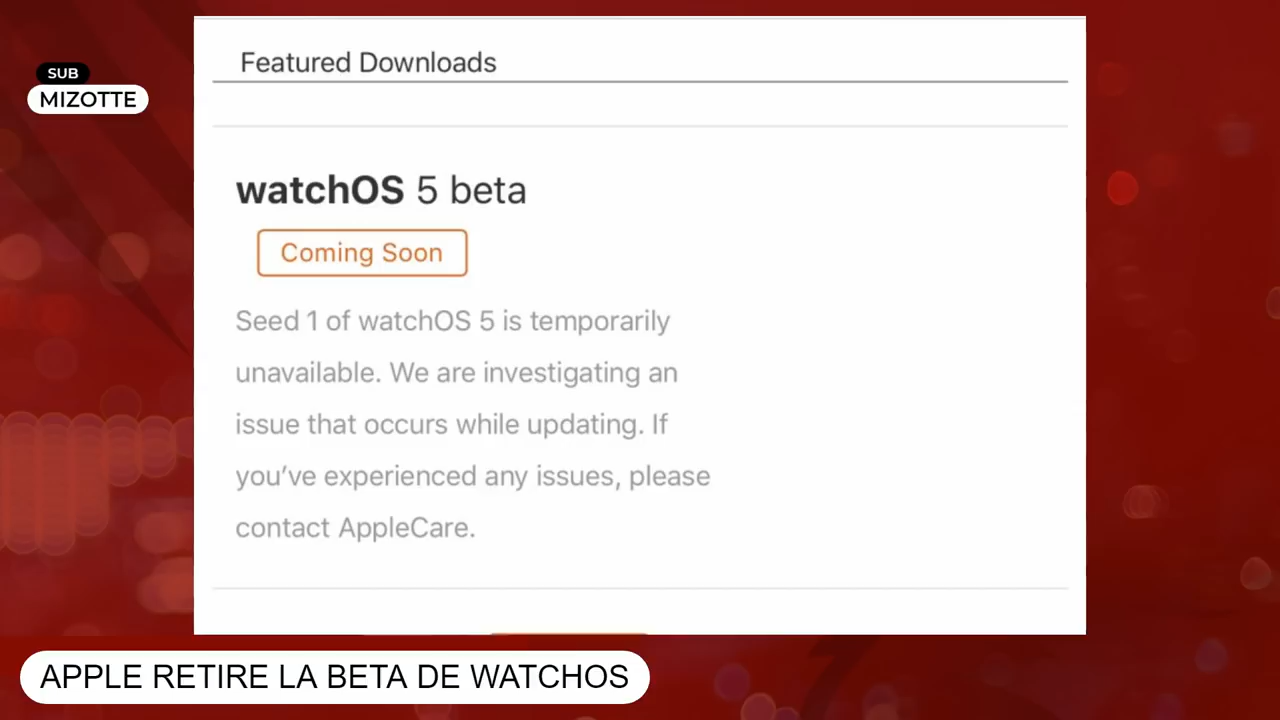 SUB
MIZOTTE
Featured Downloads
watchOS 5 beta
Coming Soon
Seed 1 of watchOS 5 is temporarily
unavailable. We are investigating an
issue that occurs while updating. If
you’ve experienced any issues, please
contact AppleCare.
APPLE RETIRE LA BETA DE WATCHOS